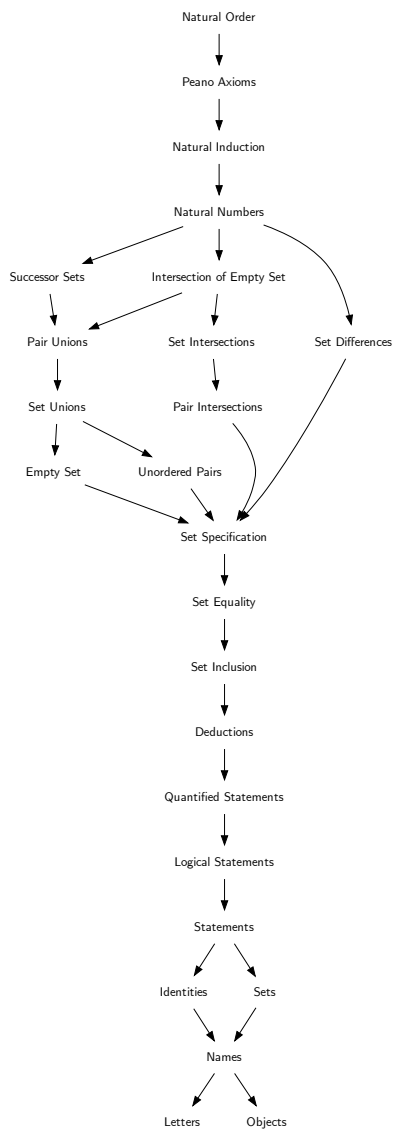 Natural Order
Peano Axioms
Natural Induction
Natural Numbers
Successor Sets
Intersection of Empty Set
Pair Unions
Set Intersections
Set Differences
Set Unions
Pair Intersections
Empty Set
Unordered Pairs
Set Specification
Set Equality
Set Inclusion
Deductions
Quantified Statements
Logical Statements
Statements
Identities
Sets
Names
Letters
Objects